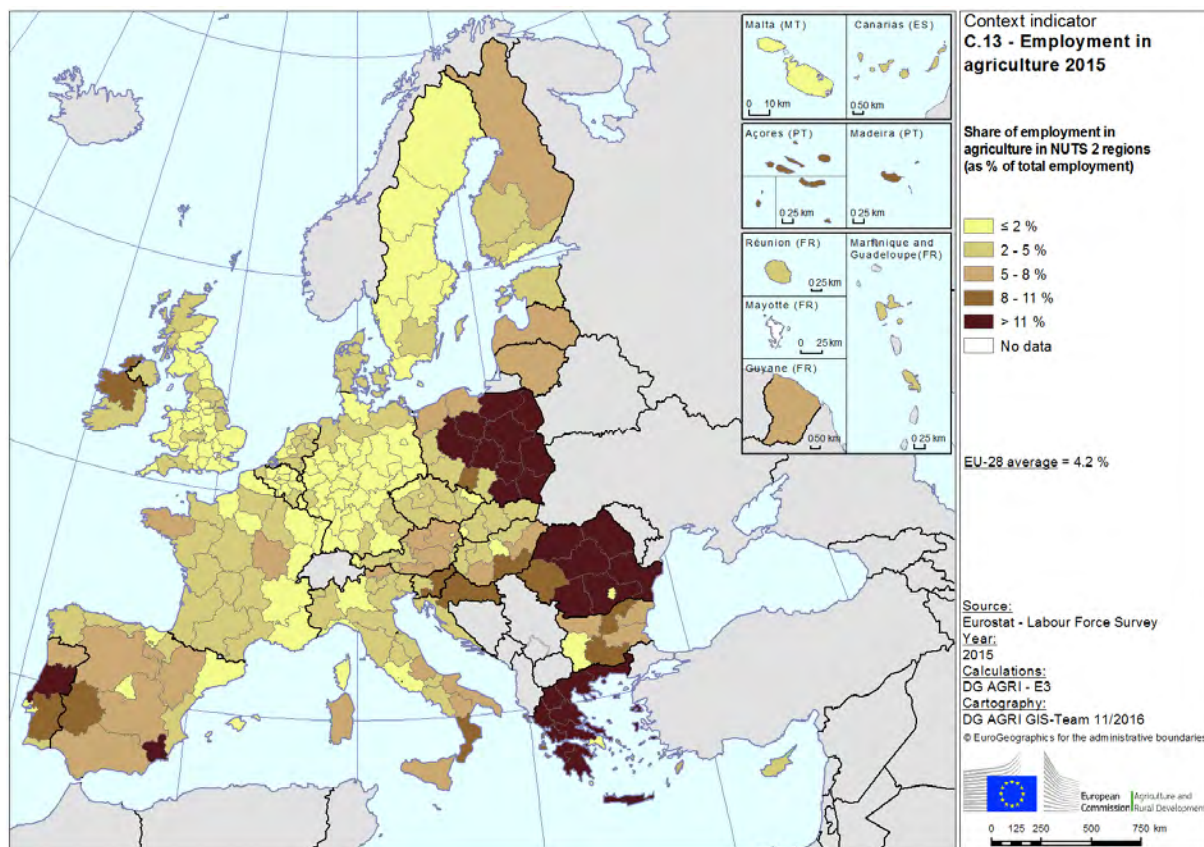 Malta (MT)
0 10 km
Canarias (ES)
0 50 km
Açores (PT)
0 25 km
Madeira (PT)
0 25 km
Réunion (FR)
0 25 km
Martinique and
Guadeloupe(FR)
0 25 km
Mayotte (FR)
0 25 km
Guyane (FR)
0 50 km
Context indicator
C.13 - Employment in
agriculture 2015
Share of employment in
agriculture in NUTS 2 regions
(as % of total employment)
≤ 2 %
2 - 5 %
5 - 8 %
8 - 11 %
> 11 %
No data
EU-28 average = 4.2 %
Source:
Eurostat - Labour Force Survey
Year:
2015
Calculations:
DG AGRI - E3
Cartography:
DG AGRI GIS-Team 11/2016
© EuroGeographics for the administrative boundaries
European
Commission
Agriculture and
Rural Development
0 125 250 500 750 km